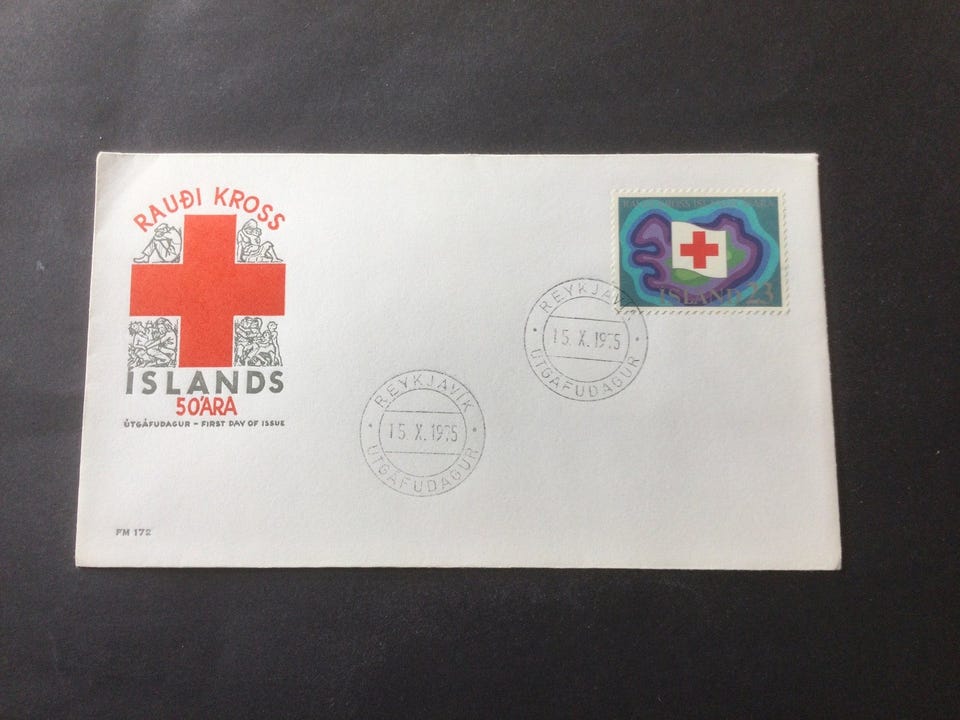 RAUÐI KROSS
ÍSLANDS
50 ÁRA
ÚTGÁFUDAGUR – FIRST DAY OF ISSUE
ÍSLAND 23
REYKJAVÍK
15. X. 1975
ÚTGÁFUDAGUR
REYKJAVÍK
15. X. 1975
ÚTGÁFUDAGUR
FM 172